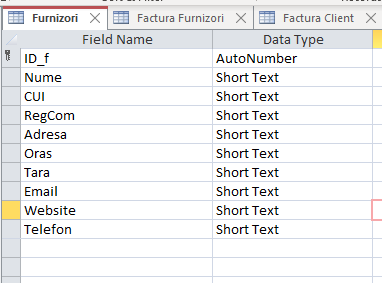 Furnizori Factura Furnizori Factura Client
Field Name Data Type
ID_f AutoNumber
Nume Short Text
CUI Short Text
RegCom Short Text
Adresa Short Text
Oras Short Text
Tara Short Text
Email Short Text
Website Short Text
Telefon Short Text